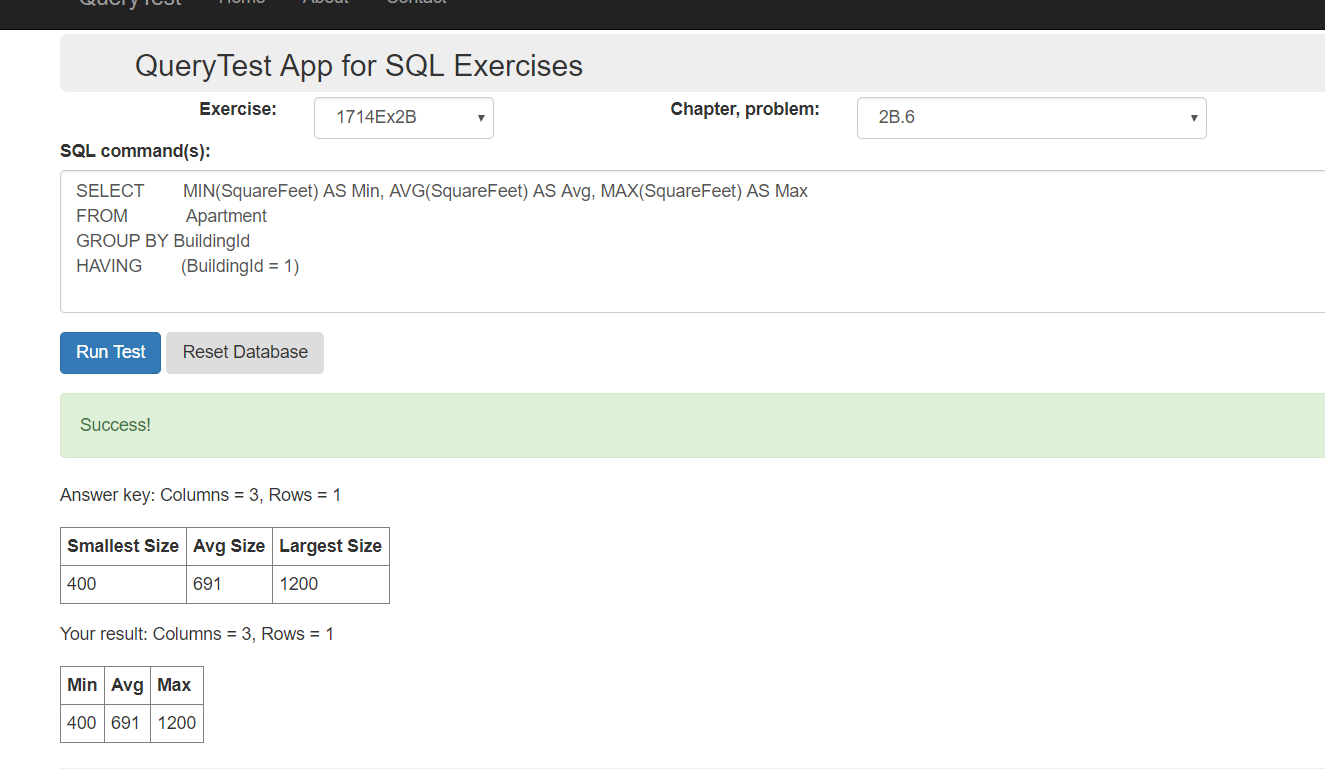 QueryTest Home About Contact
QueryTest App for SQL Exercises
Exercise: 1714Ex2B Chapter, problem: 2B.6
SQL command(s):
SELECT MIN(SquareFeet) AS Min, AVG(SquareFeet) AS Avg, MAX(SquareFeet) AS Max
FROM Apartment
GROUP BY BuildingId
HAVING (BuildingId = 1)
Run Test Reset Database
Success!
Answer key: Columns = 3, Rows = 1
Smallest Size Avg Size Largest Size
400 691 1200
Your result: Columns = 3, Rows = 1
Min Avg Max
400 691 1200